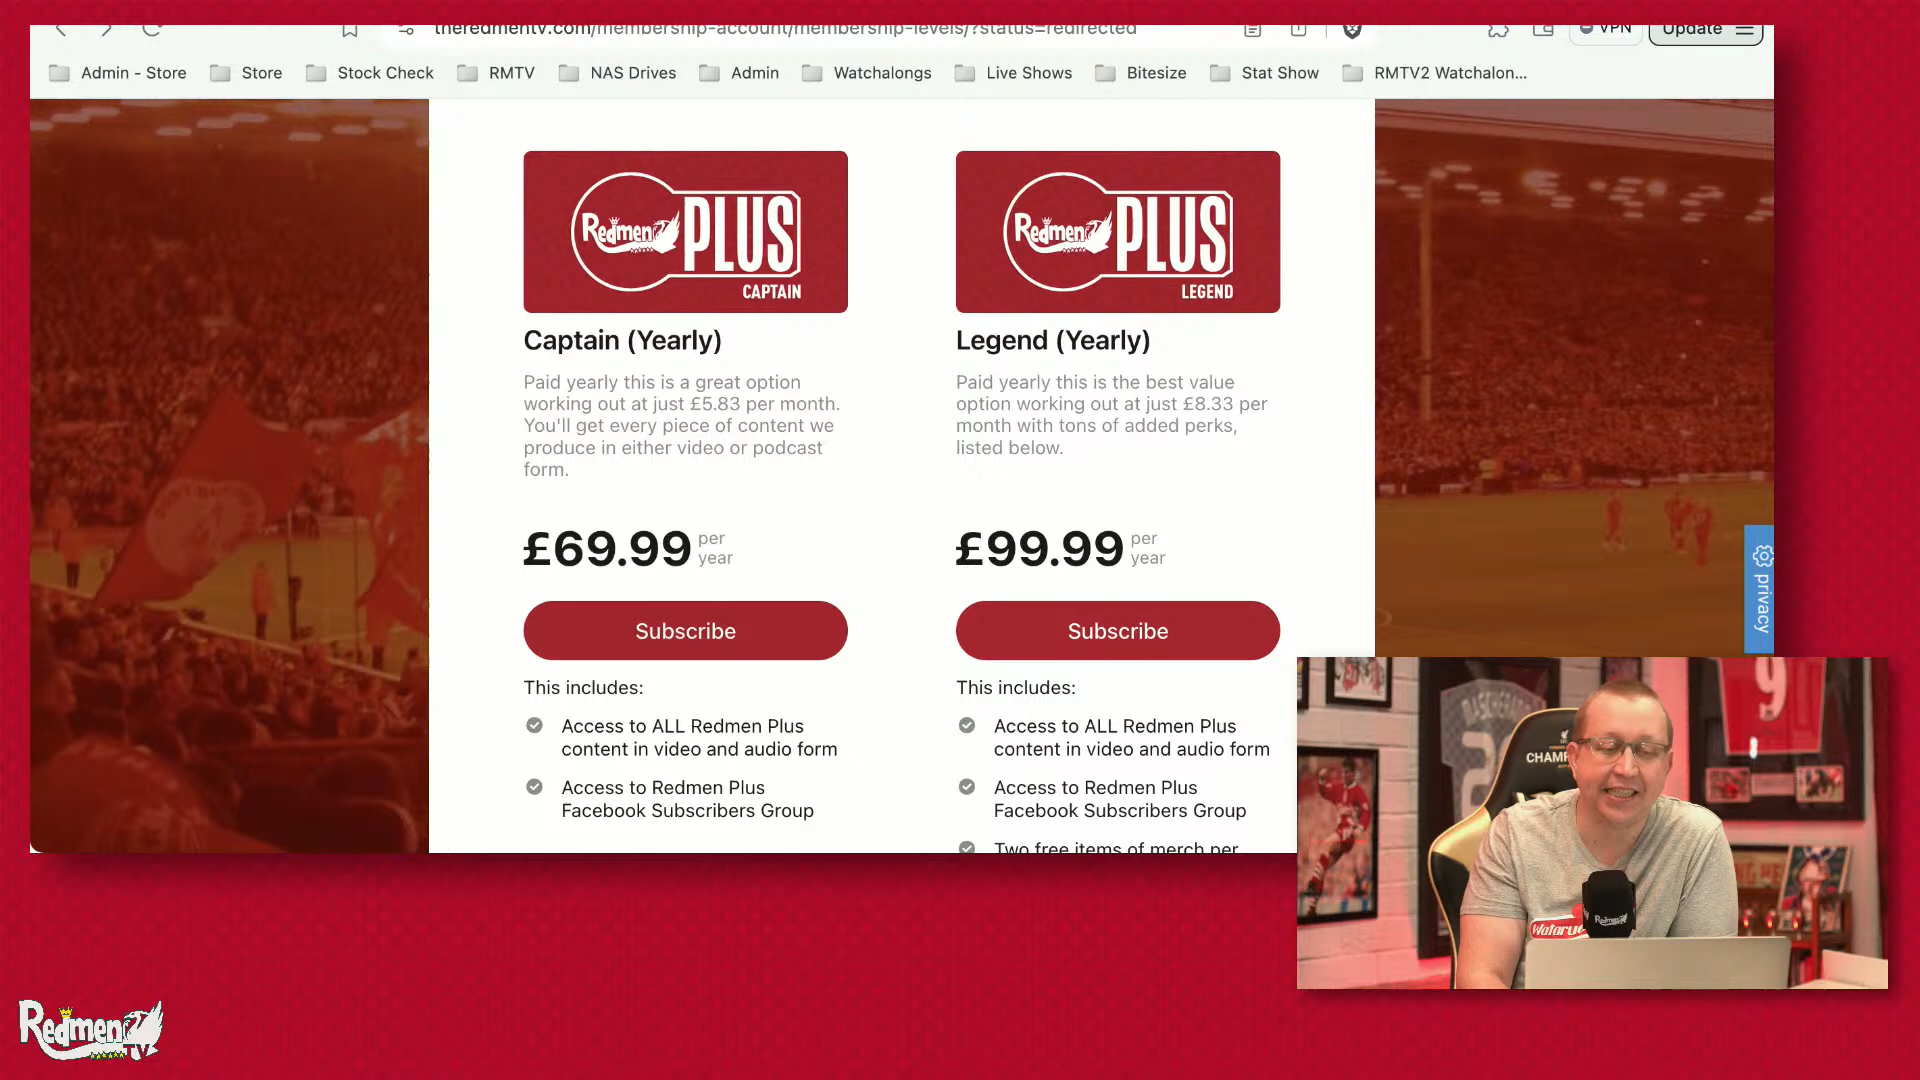 theredmentv.com/membership-account/membership-levels/?status=redirected
VPN
Update
Admin - Store
Store
Stock Check
RMTV
NAS Drives
Admin
Watchalongs
Live Shows
Bitesize
Stat Show
RMTV2 Watchalon...
Redmen PLUS
CAPTAIN
Redmen PLUS
LEGEND
Captain (Yearly)
Paid yearly this is a great option
working out at just £5.83 per month.
You'll get every piece of content we
produce in either video or podcast
form.
£69.99 per
year
Subscribe
This includes:
Access to ALL Redmen Plus
content in video and audio form
Access to Redmen Plus
Facebook Subscribers Group
Legend (Yearly)
Paid yearly this is the best value
option working out at just £8.33 per
month with tons of added perks,
listed below.
£99.99 per
year
Subscribe
This includes:
Access to ALL Redmen Plus
content in video and audio form
Access to Redmen Plus
Facebook Subscribers Group
Two free items of merch per
privacy
9
CHAMP
Redmen
Redmen TV